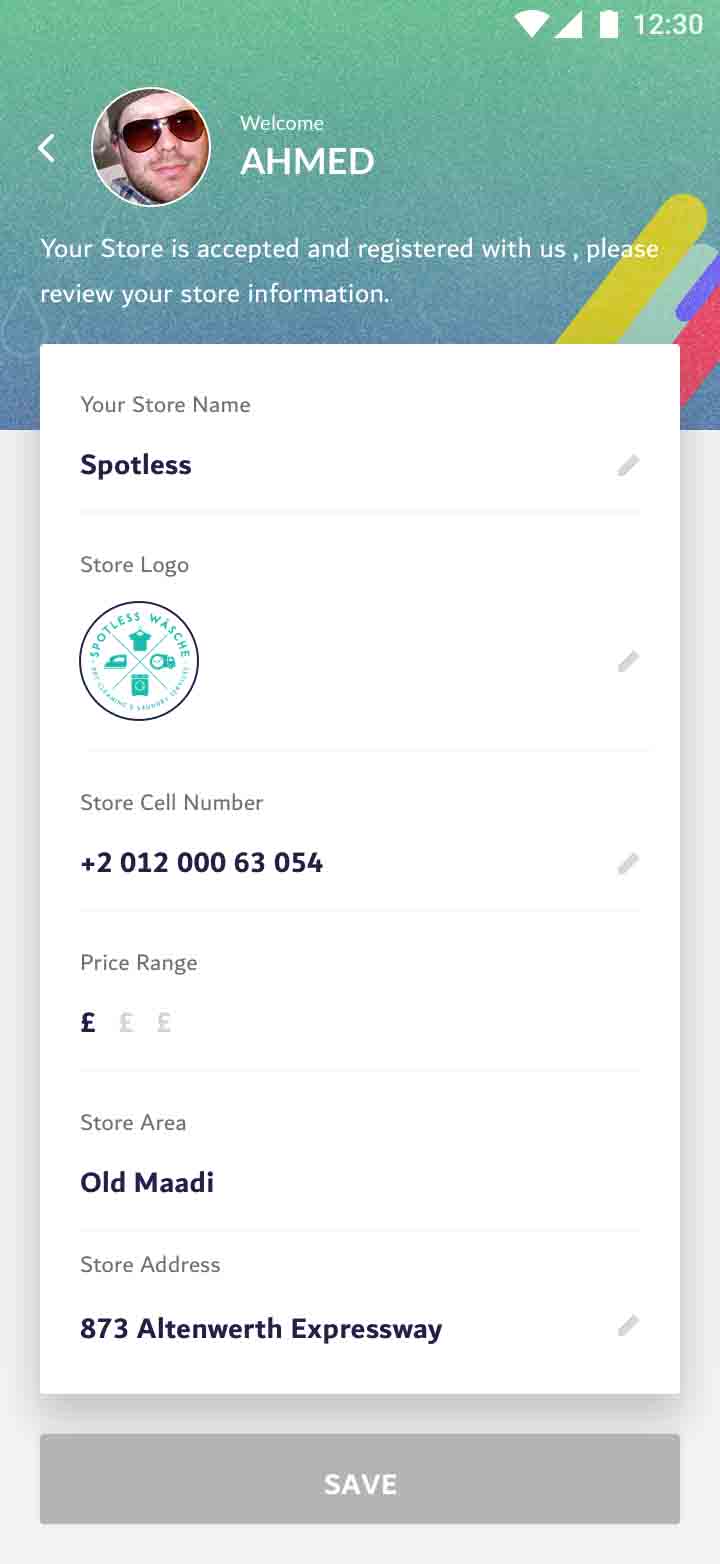 12:30
Welcome
AHMED
Your Store is accepted and registered with us , please
review your store information.
Your Store Name
Spotless
Store Logo
SPOTLESS WÄSCHE
DRY CLEANING & LAUNDRY SERVICES
Store Cell Number
+2 012 000 63 054
Price Range
£ £ £
Store Area
Old Maadi
Store Address
873 Altenwerth Expressway
SAVE